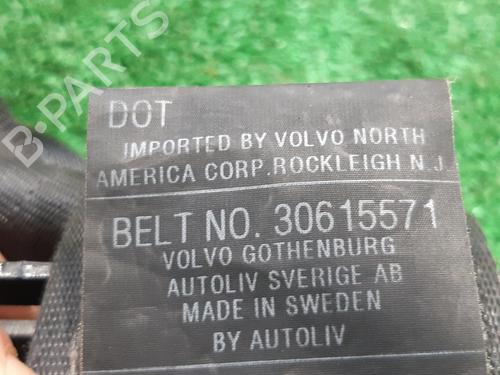 B-PARTS
DOT
IMPORTED BY VOLVO NORTH
AMERICA CORP. ROCKLEIGH N.J
BELT NO. 30615571
VOLVO GOTHENBURG
AUTOLIV SVERIGE AB
MADE IN SWEDEN
BY AUTOLIV